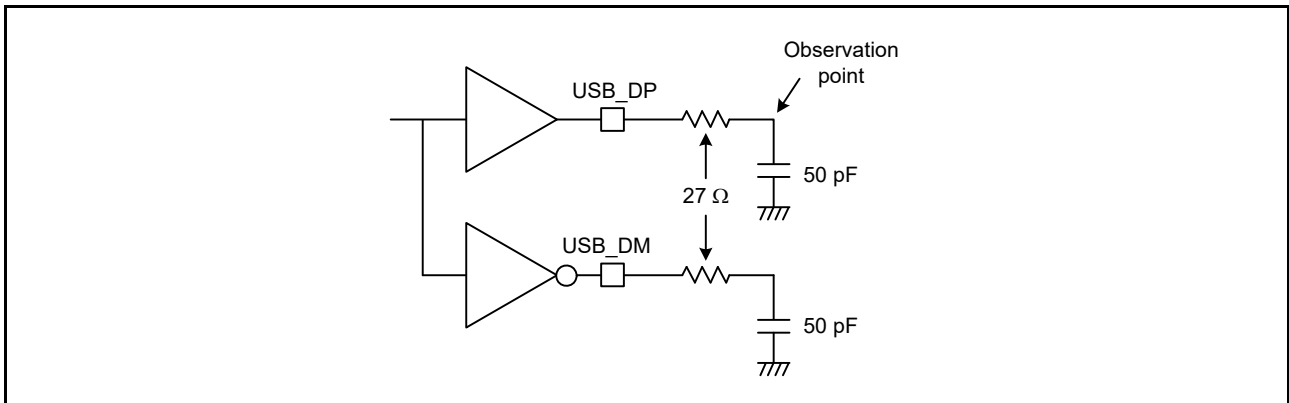 Observation
point
USB_DP
50 pF
27 Ω
USB_DM
50 pF